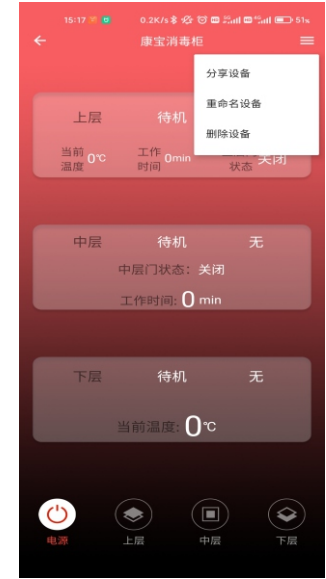 15:17 0.2K/s 51%
康宝消毒柜
分享设备
重命名设备
删除设备
上层 待机
当前温度 0℃ 工作时间 0min 状态 关闭
中层 待机 无
中层门状态：关闭
工作时间: 0 min
下层 待机 无
当前温度: 0℃
电源 上层 中层 下层